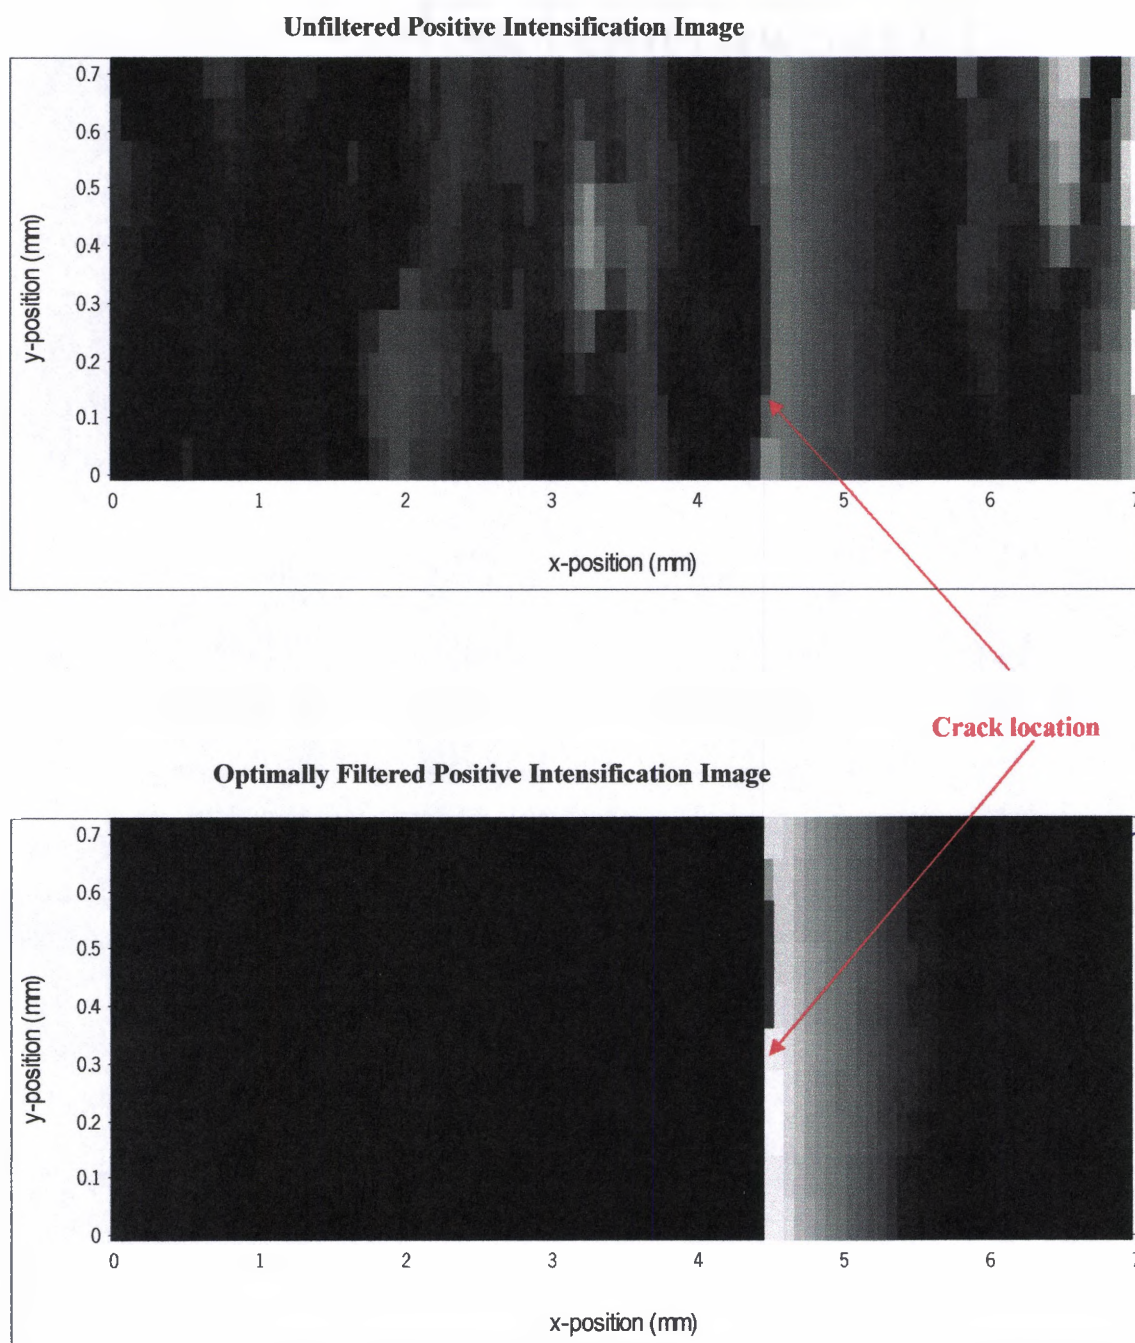 Unfiltered Positive Intensification Image
0.7
0.6
0.5
0.4
0.3
0.2
0.1
0
y-position (mm)
0 1 2 3 4 5 6 7
x-position (mm)
Crack location
Optimally Filtered Positive Intensification Image
0.7
0.6
0.5
0.4
0.3
0.2
0.1
0
y-position (mm)
0 1 2 3 4 5 6 7
x-position (mm)